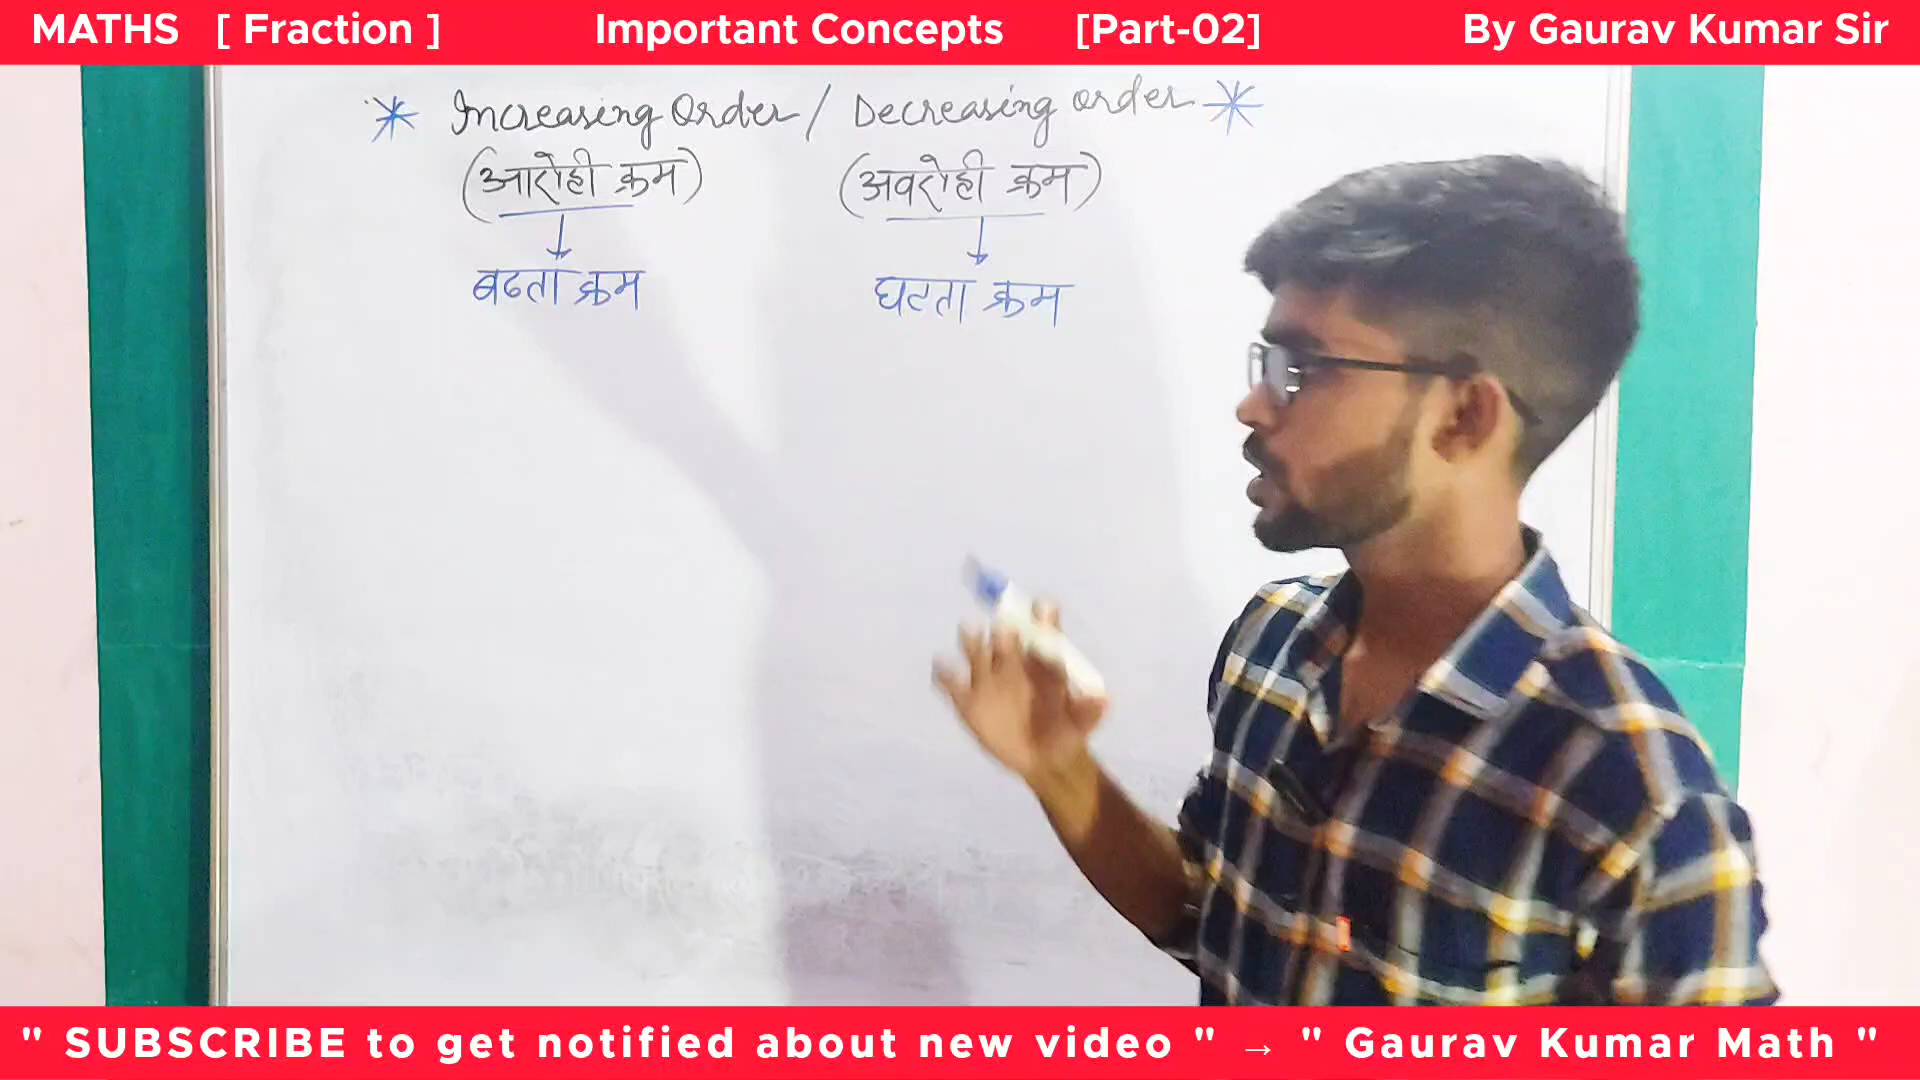 MATHS [ Fraction ] Important Concepts [Part-02] By Gaurav Kumar Sir
* Increasing Order / Decreasing order *
(आरोही क्रम) (अवरोही क्रम)
↓ ↓
बढता क्रम घटता क्रम
" SUBSCRIBE to get notified about new video " → " Gaurav Kumar Math "